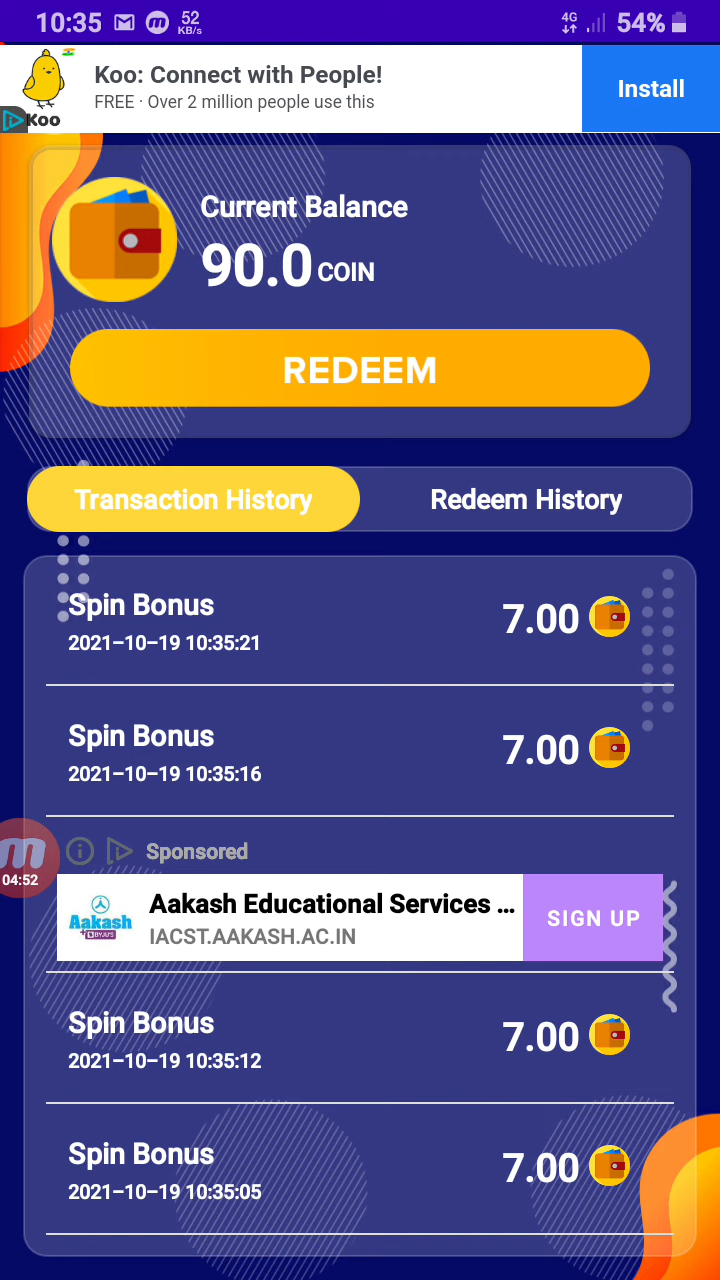 10:35 52 KB/s 4G 54%
Koo: Connect with People!
FREE · Over 2 million people use this
Install
Koo
Current Balance
90.0 COIN
REDEEM
Transaction History Redeem History
Spin Bonus 7.00
2021-10-19 10:35:21
Spin Bonus 7.00
2021-10-19 10:35:16
04:52
Sponsored
Aakash Educational Services ...
IACST.AAKASH.AC.IN
SIGN UP
Aakash
+BYJU'S
Spin Bonus 7.00
2021-10-19 10:35:12
Spin Bonus 7.00
2021-10-19 10:35:05